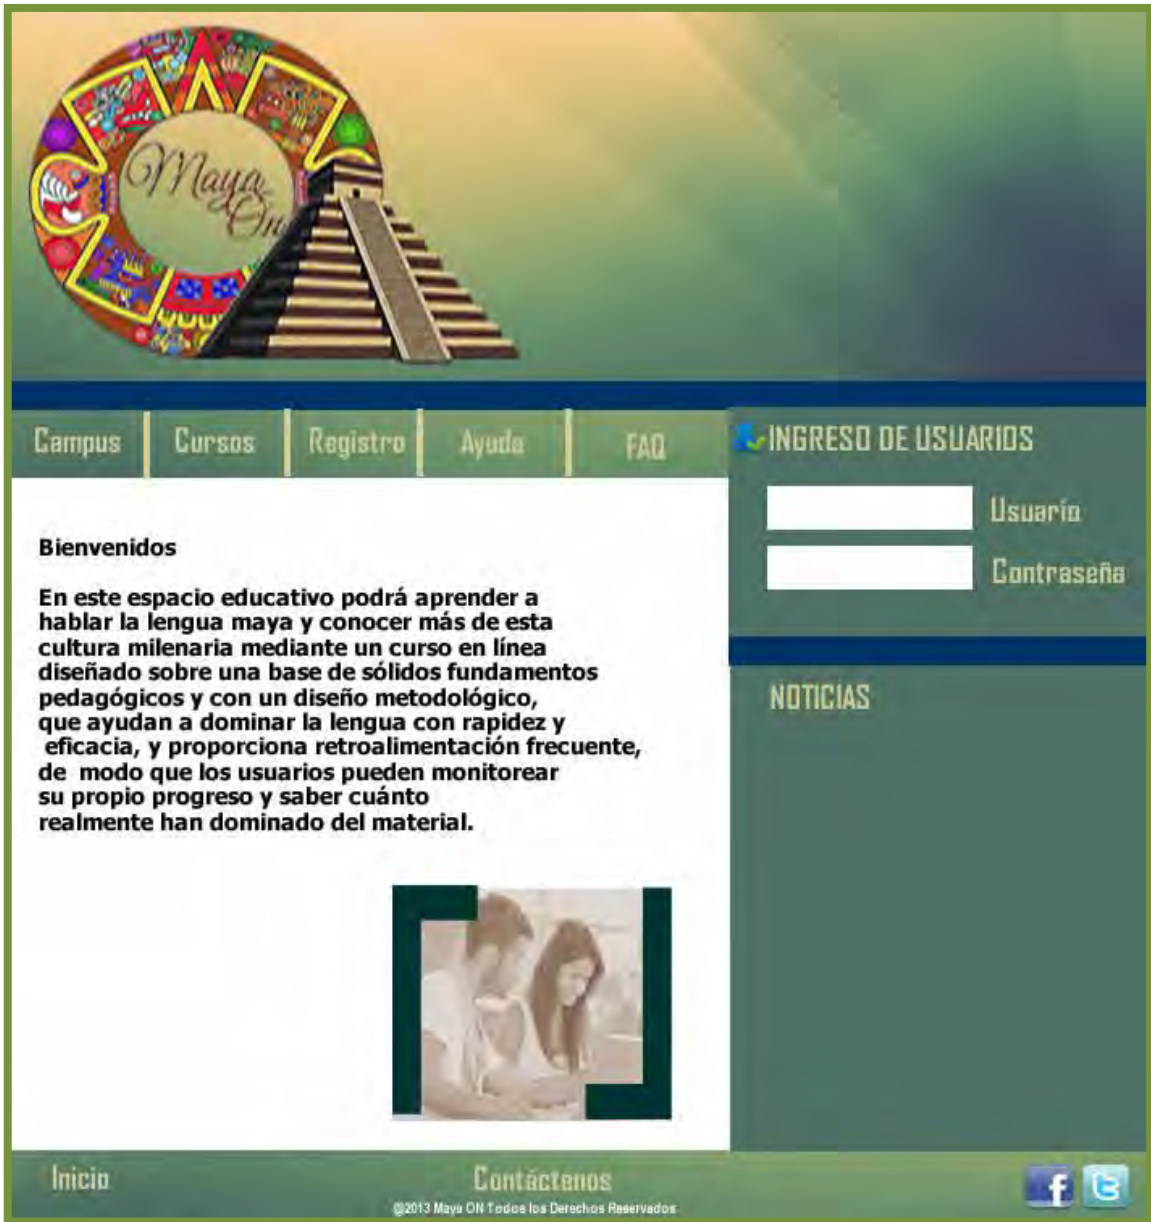 Maya
On
Campus Cursos Registro Ayuda FAQ
INGRESO DE USUARIOS
Usuario
Contraseña
Bienvenidos
En este espacio educativo podrá aprender a
hablar la lengua maya y conocer más de esta
cultura milenaria mediante un curso en línea
diseñado sobre una base de sólidos fundamentos
pedagógicos y con un diseño metodológico,
que ayudan a dominar la lengua con rapidez y
eficacia, y proporciona retroalimentación frecuente,
de modo que los usuarios pueden monitorear
su propio progreso y saber cuánto
realmente han dominado del material.
NOTICIAS
Inicio Contáctenos
@2013 Maya ON Todos los Derechos Reservados